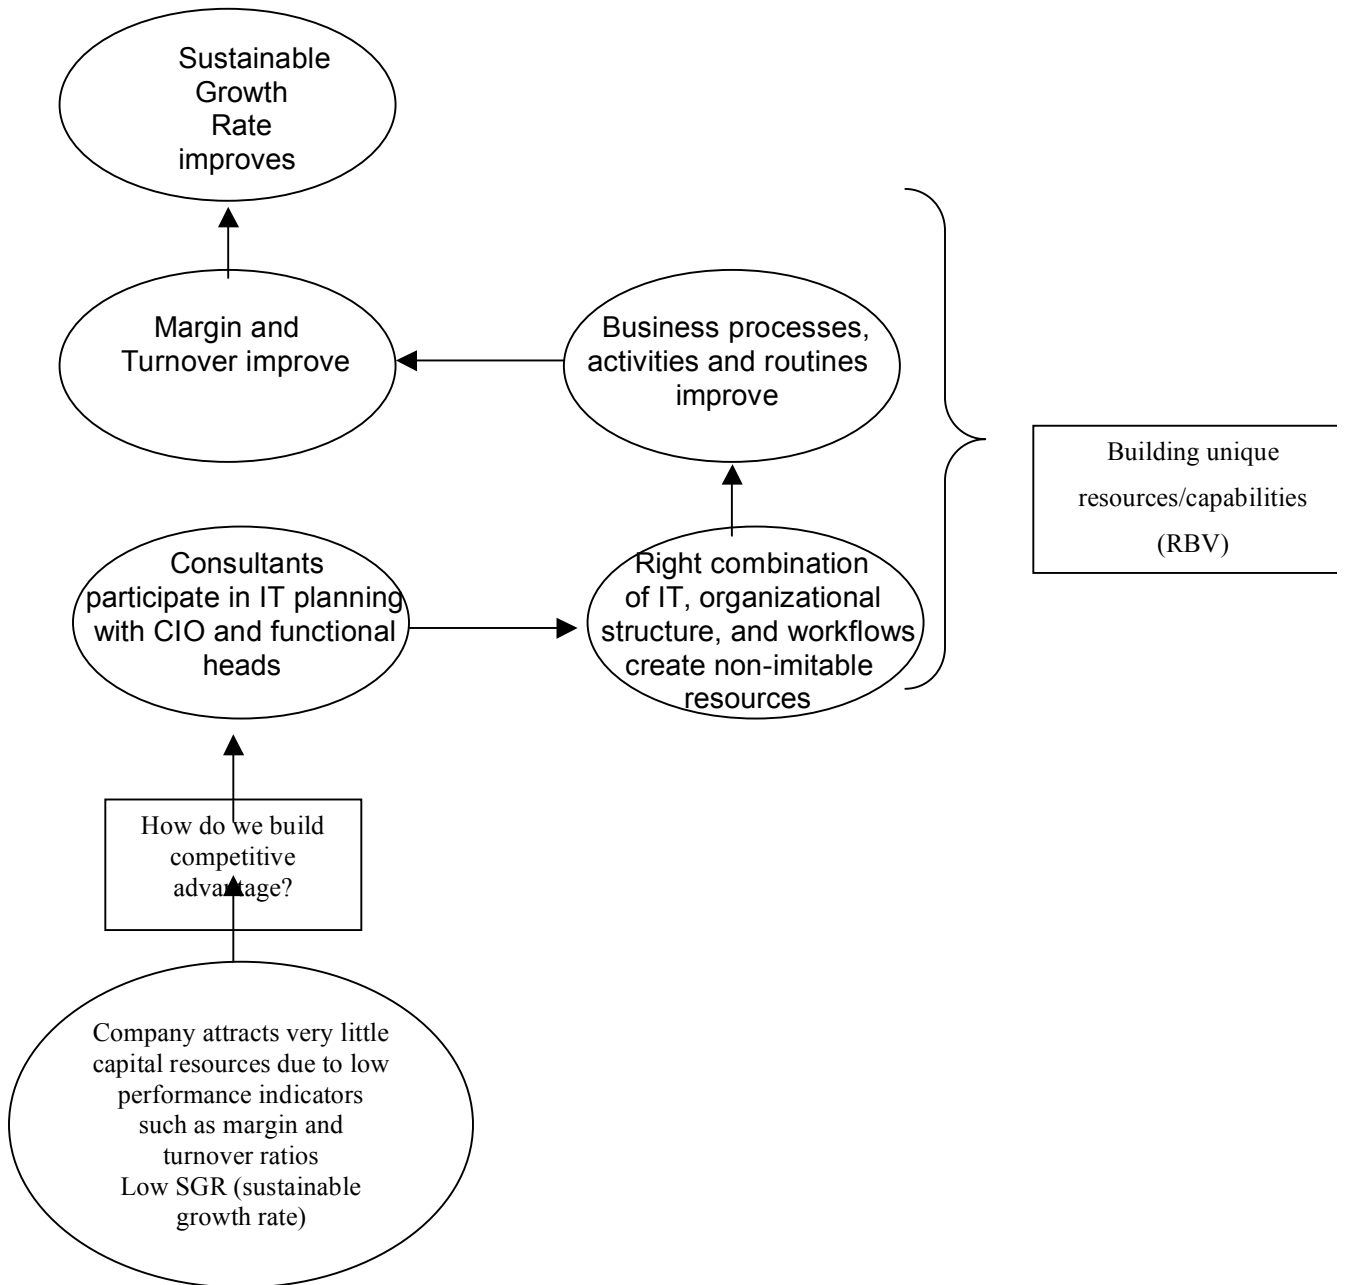 Sustainable
Growth
Rate
improves
Margin and
Turnover improve
Business processes,
activities and routines
improve
Building unique
resources/capabilities
(RBV)
Consultants
participate in IT planning
with CIO and functional
heads
Right combination
of IT, organizational
structure, and workflows
create non-imitable
resources
How do we build
competitive
advantage?
Company attracts very little
capital resources due to low
performance indicators
such as margin and
turnover ratios
Low SGR (sustainable
growth rate)